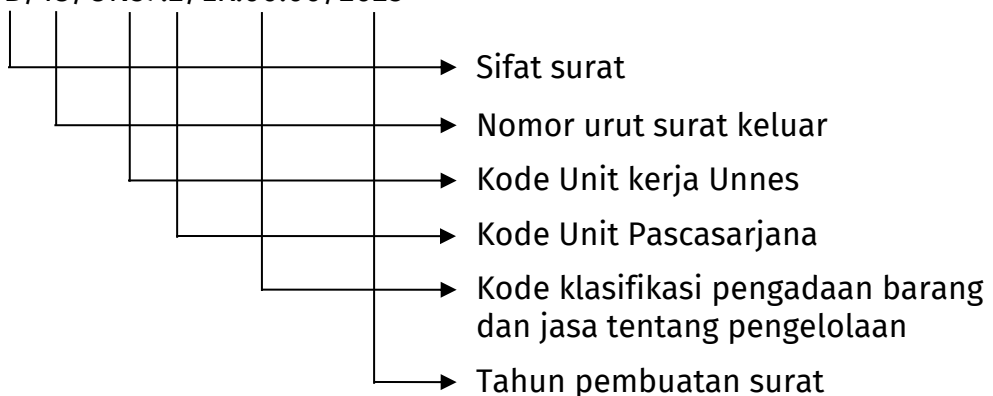 Sifat surat
Nomor urut surat keluar
Kode Unit kerja Unnes
Kode Unit Pascasarjana
Kode klasifikasi pengadaan barang
dan jasa tentang pengelolaan
Tahun pembuatan surat